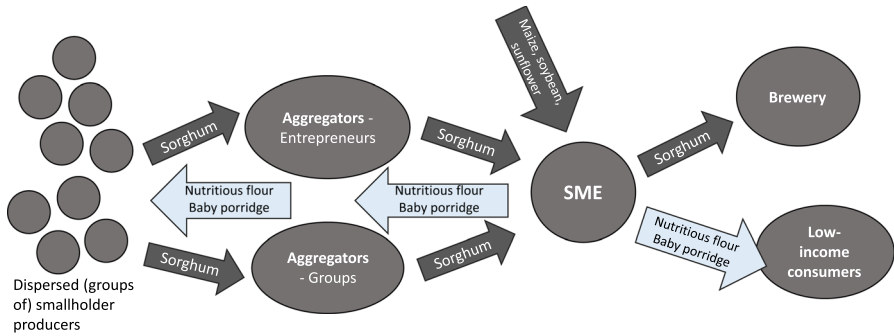 Maize, soybean,
sunflower
Sorghum
Aggregators -
Entrepreneurs
Sorghum
Sorghum
Brewery
Nutritious flour
Baby porridge
Nutritious flour
Baby porridge
SME
Nutritious flour
Baby porridge
Low-
income
consumers
Sorghum
Aggregators
- Groups
Sorghum
Dispersed (groups
of) smallholder
producers